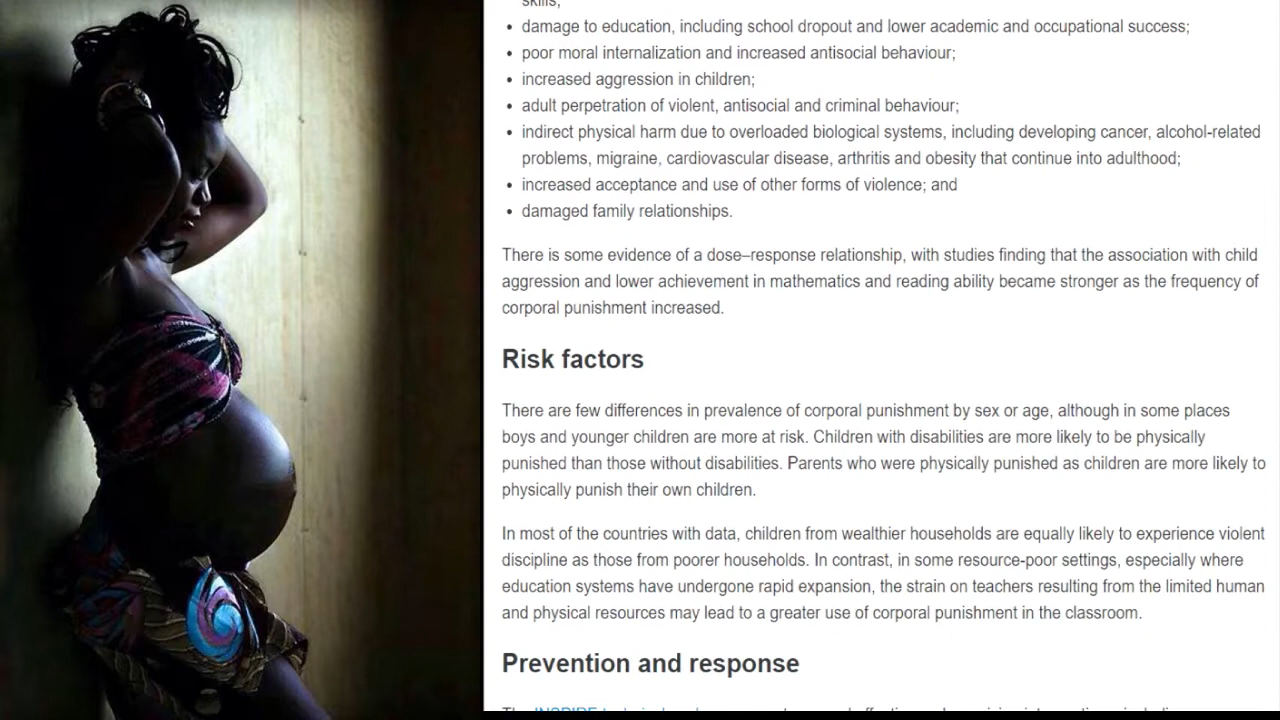 skills;
• damage to education, including school dropout and lower academic and occupational success;
• poor moral internalization and increased antisocial behaviour;
• increased aggression in children;
• adult perpetration of violent, antisocial and criminal behaviour;
• indirect physical harm due to overloaded biological systems, including developing cancer, alcohol-related
problems, migraine, cardiovascular disease, arthritis and obesity that continue into adulthood;
• increased acceptance and use of other forms of violence; and
• damaged family relationships.
There is some evidence of a dose–response relationship, with studies finding that the association with child
aggression and lower achievement in mathematics and reading ability became stronger as the frequency of
corporal punishment increased.
Risk factors
There are few differences in prevalence of corporal punishment by sex or age, although in some places
boys and younger children are more at risk. Children with disabilities are more likely to be physically
punished than those without disabilities. Parents who were physically punished as children are more likely to
physically punish their own children.
In most of the countries with data, children from wealthier households are equally likely to experience violent
discipline as those from poorer households. In contrast, in some resource-poor settings, especially where
education systems have undergone rapid expansion, the strain on teachers resulting from the limited human
and physical resources may lead to a greater use of corporal punishment in the classroom.
Prevention and response